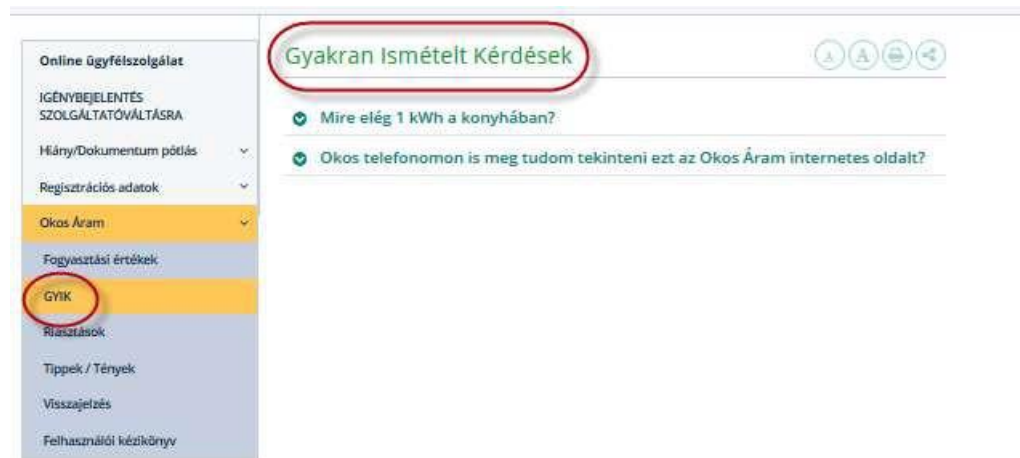 Online ügyfélszolgálat
IGÉNYBEJELENTÉS
SZOLGÁLTATÓVÁLTÁSRA
Hiány/Dokumentum pótlás
Regisztrációs adatok
Okos Áram
Fogyasztási értékek
GYIK
Riasztások
Tippek / Tények
Visszajelzés
Felhasználói kézikönyv
Gyakran Ismételt Kérdések
A A
Mire elég 1 kWh a konyhában?
Okos telefonomon is meg tudom tekinteni ezt az Okos Áram internetes oldalt?